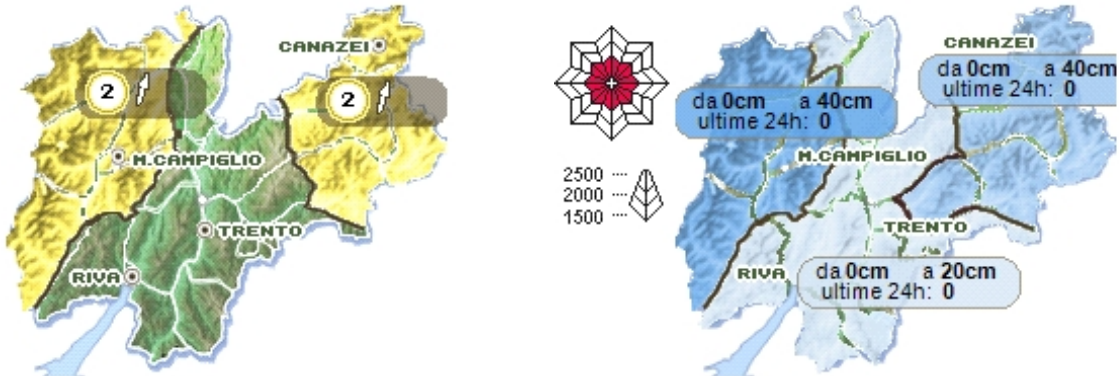 CANAZEI
2
2
M.CAMPIGLIO
TRENTO
RIVA
2500
2000
1500
CANAZEI
da 0cm a 40cm
ultime 24h: 0
da 0cm a 40cm
ultime 24h: 0
M.CAMPIGLIO
TRENTO
RIVA
da 0cm a 20cm
ultime 24h: 0